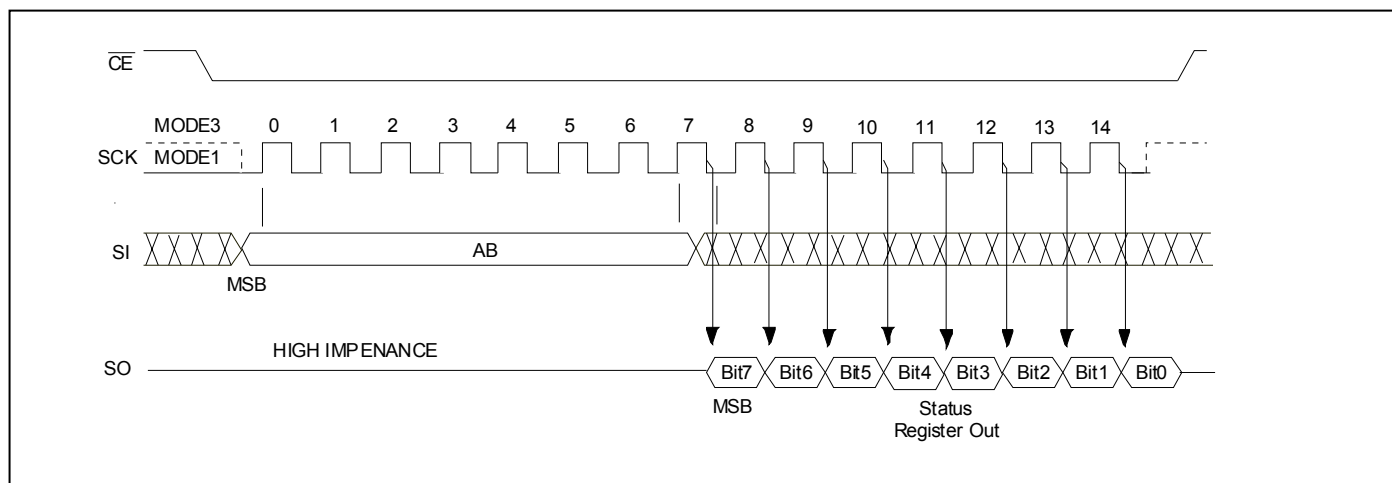 CE
MODE3 0 1 2 3 4 5 6 7 8 9 10 11 12 13 14
SCK MODE1
SI AB
MSB
HIGH IMPENANCE
SO Bit7 Bit6 Bit5 Bit4 Bit3 Bit2 Bit1 Bit0
MSB Status
Register Out